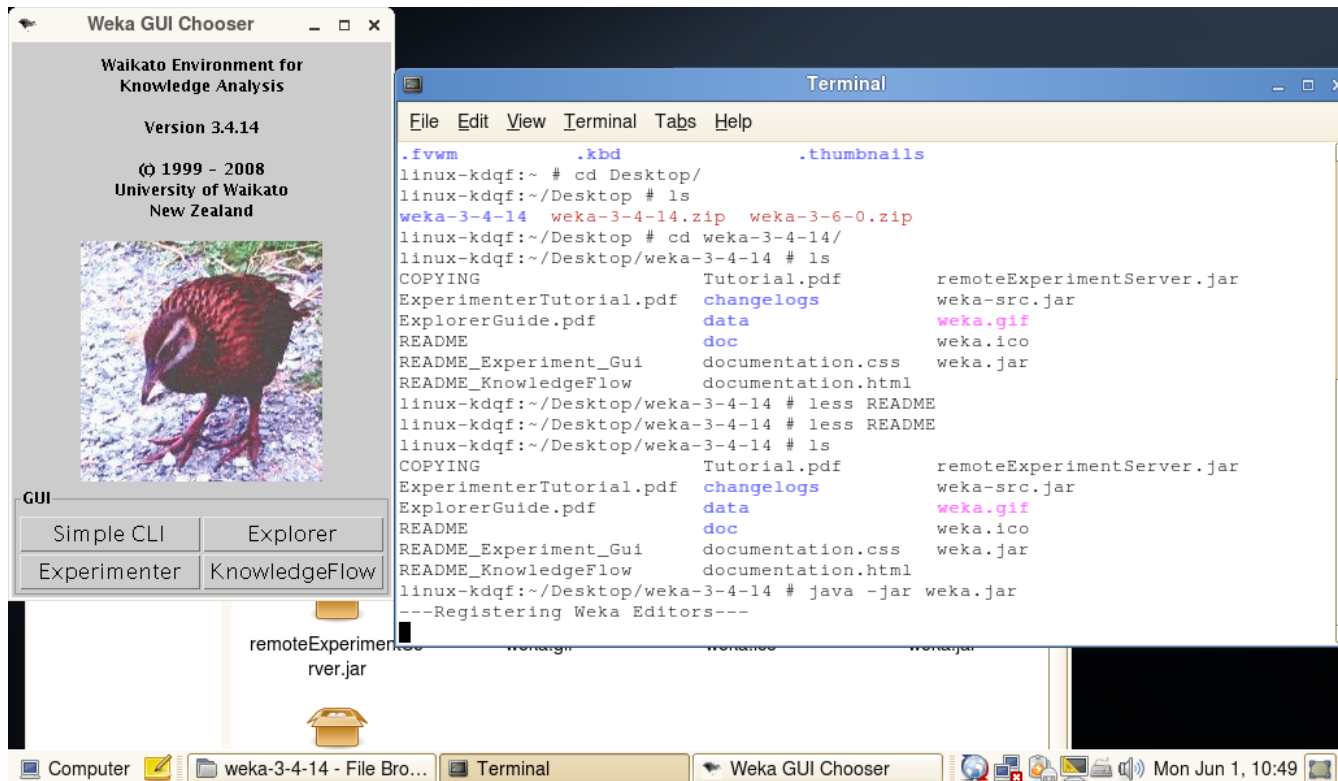 Weka GUI Chooser
Waikato Environment for
Knowledge Analysis
Version 3.4.14
(c) 1999 - 2008
University of Waikato
New Zealand
GUI
Simple CLI Explorer
Experimenter KnowledgeFlow
Terminal
File Edit View Terminal Tabs Help
.fvwm .kbd .thumbnails
linux-kdqf:~ # cd Desktop/
linux-kdqf:~/Desktop # ls
weka-3-4-14 weka-3-4-14.zip weka-3-6-0.zip
linux-kdqf:~/Desktop # cd weka-3-4-14/
linux-kdqf:~/Desktop/weka-3-4-14 # ls
COPYING Tutorial.pdf remoteExperimentServer.jar
ExperimenterTutorial.pdf changelogs weka-src.jar
ExplorerGuide.pdf data weka.gif
README doc weka.ico
README_Experiment_Gui documentation.css weka.jar
README_KnowledgeFlow documentation.html
linux-kdqf:~/Desktop/weka-3-4-14 # less README
linux-kdqf:~/Desktop/weka-3-4-14 # less README
linux-kdqf:~/Desktop/weka-3-4-14 # ls
COPYING Tutorial.pdf remoteExperimentServer.jar
ExperimenterTutorial.pdf changelogs weka-src.jar
ExplorerGuide.pdf data weka.gif
README doc weka.ico
README_Experiment_Gui documentation.css weka.jar
README_KnowledgeFlow documentation.html
linux-kdqf:~/Desktop/weka-3-4-14 # java -jar weka.jar
---Registering Weka Editors---
remoteExperimentSe weka.gif weka.ico weka.jar
rver.jar
Computer weka-3-4-14 - File Bro... Terminal Weka GUI Chooser Mon Jun 1, 10:49